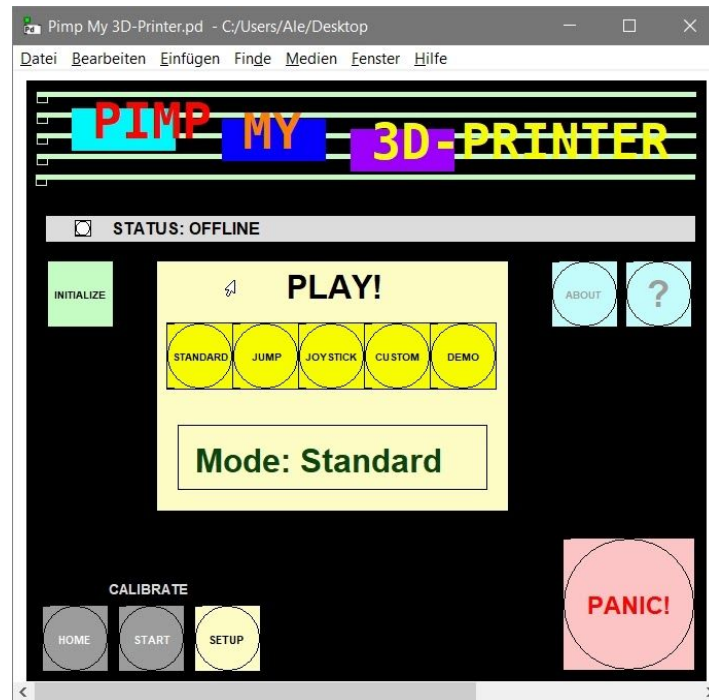 Pimp My 3D-Printer.pd - C:/Users/Ale/Desktop
Datei Bearbeiten Einfügen Finde Medien Fenster Hilfe
PIMP MY 3D-PRINTER
STATUS: OFFLINE
INITIALIZE
PLAY!
ABOUT ?
STANDARD JUMP JOYSTICK CUSTOM DEMO
Mode: Standard
CALIBRATE
HOME START SETUP
PANIC!